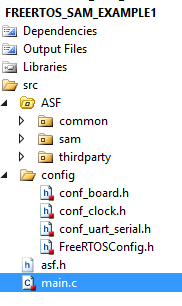 FREERTOS_SAM_EXAMPLE1
Dependencies
Output Files
Libraries
src
ASF
common
sam
thirdparty
config
conf_board.h
conf_clock.h
conf_uart_serial.h
FreeRTOSConfig.h
asf.h
main.c